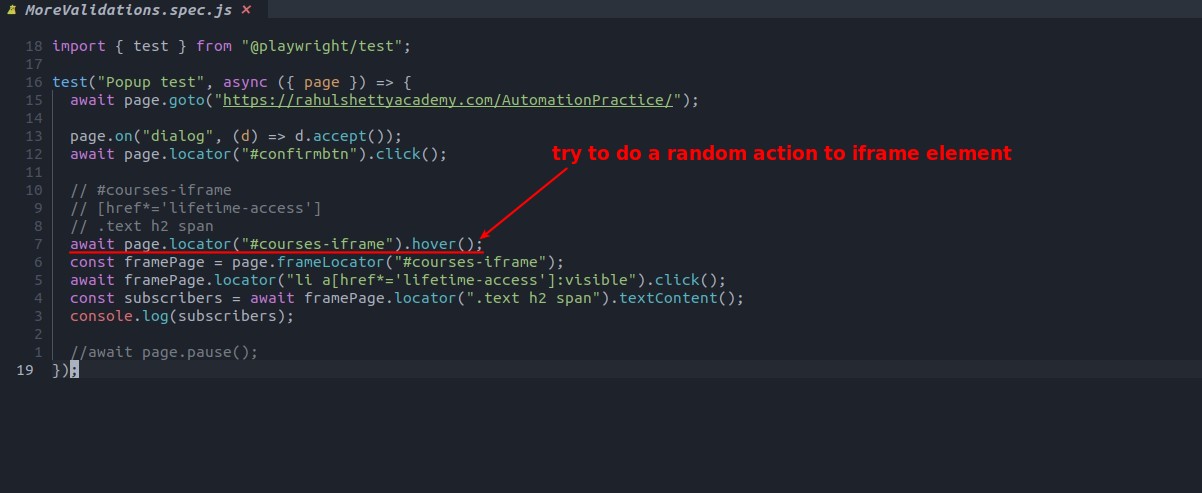 MoreValidations.spec.js ×
18 import { test } from "@playwright/test";
17
16 test("Popup test", async ({ page }) => {
15 await page.goto("https://rahulshettyacademy.com/AutomationPractice/");
14
13 page.on("dialog", (d) => d.accept());
12 await page.locator("#confirmbtn").click();
try to do a random action to iframe element
11
10 // #courses-iframe
9 // [href*='lifetime-access']
8 // .text h2 span
7 await page.locator("#courses-iframe").hover();
6 const framePage = page.frameLocator("#courses-iframe");
5 await framePage.locator("li a[href*='lifetime-access']:visible").click();
4 const subscribers = await framePage.locator(".text h2 span").textContent();
3 console.log(subscribers);
2
1 //await page.pause();
19 });